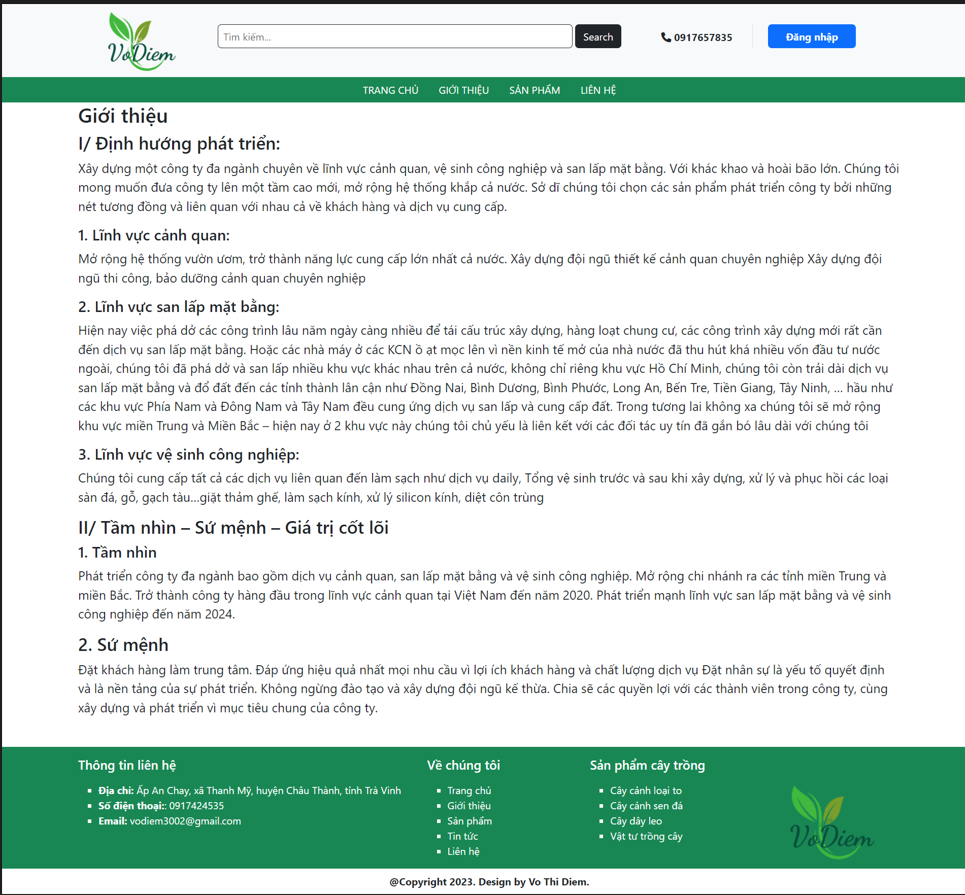 VoDiem
Tìm kiếm...
Search
0917657835
Đăng nhập
TRANG CHỦ
GIỚI THIỆU
SẢN PHẨM
LIÊN HỆ
Giới thiệu
I/ Định hướng phát triển:
Xây dựng một công ty đa ngành chuyên về lĩnh vực cảnh quan, vệ sinh công nghiệp và san lấp mặt bằng. Với khác khao và hoài bão lớn. Chúng tôi
mong muốn đưa công ty lên một tầm cao mới, mở rộng hệ thống khắp cả nước. Sở dĩ chúng tôi chọn các sản phẩm phát triển công ty bởi những
nét tương đồng và liên quan với nhau cả về khách hàng và dịch vụ cung cấp.
1. Lĩnh vực cảnh quan:
Mở rộng hệ thống vườn ươm, trở thành năng lực cung cấp lớn nhất cả nước. Xây dựng đội ngũ thiết kế cảnh quan chuyên nghiệp Xây dựng đội
ngũ thi công, bảo dưỡng cảnh quan chuyên nghiệp
2. Lĩnh vực san lấp mặt bằng:
Hiện nay việc phá dở các công trình lâu năm ngày càng nhiều để tái cấu trúc xây dựng, hàng loạt chung cư, các công trình xây dựng mới rất cần
đến dịch vụ san lấp mặt bằng. Hoặc các nhà máy ở các KCN ồ ạt mọc lên vì nền kinh tế mở của nhà nước đã thu hút khá nhiều vốn đầu tư nước
ngoài, chúng tôi đã phá dở và san lấp nhiều khu vực khác nhau trên cả nước, không chỉ riêng khu vực Hồ Chí Minh, chúng tôi còn trải dài dịch vụ
san lấp mặt bằng và đổ đất đến các tỉnh thành lân cận như Đồng Nai, Bình Dương, Bình Phước, Long An, Bến Tre, Tiền Giang, Tây Ninh, ... hầu như
các khu vực Phía Nam và Đông Nam và Tây Nam đều cung ứng dịch vụ san lấp và cung cấp đất. Trong tương lai không xa chúng tôi sẽ mở rộng
khu vực miền Trung và Miền Bắc – hiện nay ở 2 khu vực này chúng tôi chủ yếu là liên kết với các đối tác uy tín đã gắn bó lâu dài với chúng tôi
3. Lĩnh vực vệ sinh công nghiệp:
Chúng tôi cung cấp tất cả các dịch vụ liên quan đến làm sạch như dịch vụ daily, Tổng vệ sinh trước và sau khi xây dựng, xử lý và phục hồi các loại
sàn đá, gỗ, gạch tàu...giặt thảm ghế, làm sạch kính, xử lý silicon kính, diệt côn trùng
II/ Tầm nhìn – Sứ mệnh – Giá trị cốt lõi
1. Tầm nhìn
Phát triển công ty đa ngành bao gồm dịch vụ cảnh quan, san lấp mặt bằng và vệ sinh công nghiệp. Mở rộng chi nhánh ra các tỉnh miền Trung và
miền Bắc. Trở thành công ty hàng đầu trong lĩnh vực cảnh quan tại Việt Nam đến năm 2020. Phát triển mạnh lĩnh vực san lấp mặt bằng và vệ sinh
công nghiệp đến năm 2024.
2. Sứ mệnh
Đặt khách hàng làm trung tâm. Đáp ứng hiệu quả nhất mọi nhu cầu vì lợi ích khách hàng và chất lượng dịch vụ Đặt nhân sự là yếu tố quyết định
và là nền tảng của sự phát triển. Không ngừng đào tạo và xây dựng đội ngũ kế thừa. Chia sẽ các quyền lợi với các thành viên trong công ty, cùng
xây dựng và phát triển vì mục tiêu chung của công ty.
Thông tin liên hệ
Địa chỉ: Ấp An Chay, xã Thanh Mỹ, huyện Châu Thành, tỉnh Trà Vinh
Số điện thoại:: 0917424535
Email: vodiem3002@gmail.com
Về chúng tôi
Trang chủ
Giới thiệu
Sản phẩm
Tin tức
Liên hệ
Sản phẩm cây trồng
Cây cảnh loại to
Cây cảnh sen đá
Cây dây leo
Vật tư trồng cây
VoDiem
@Copyright 2023. Design by Vo Thi Diem.